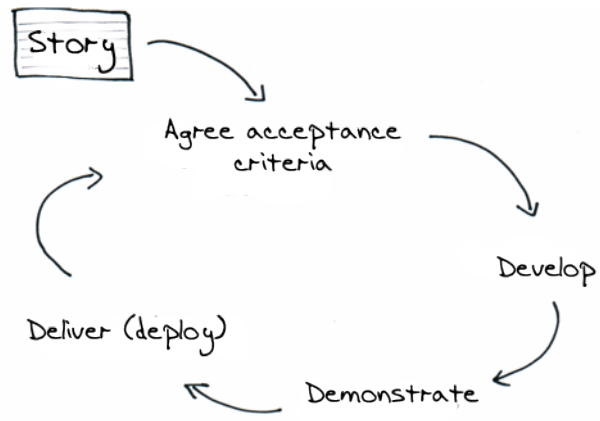 Story
Agree acceptance
criteria
Develop
Deliver (deploy)
Demonstrate